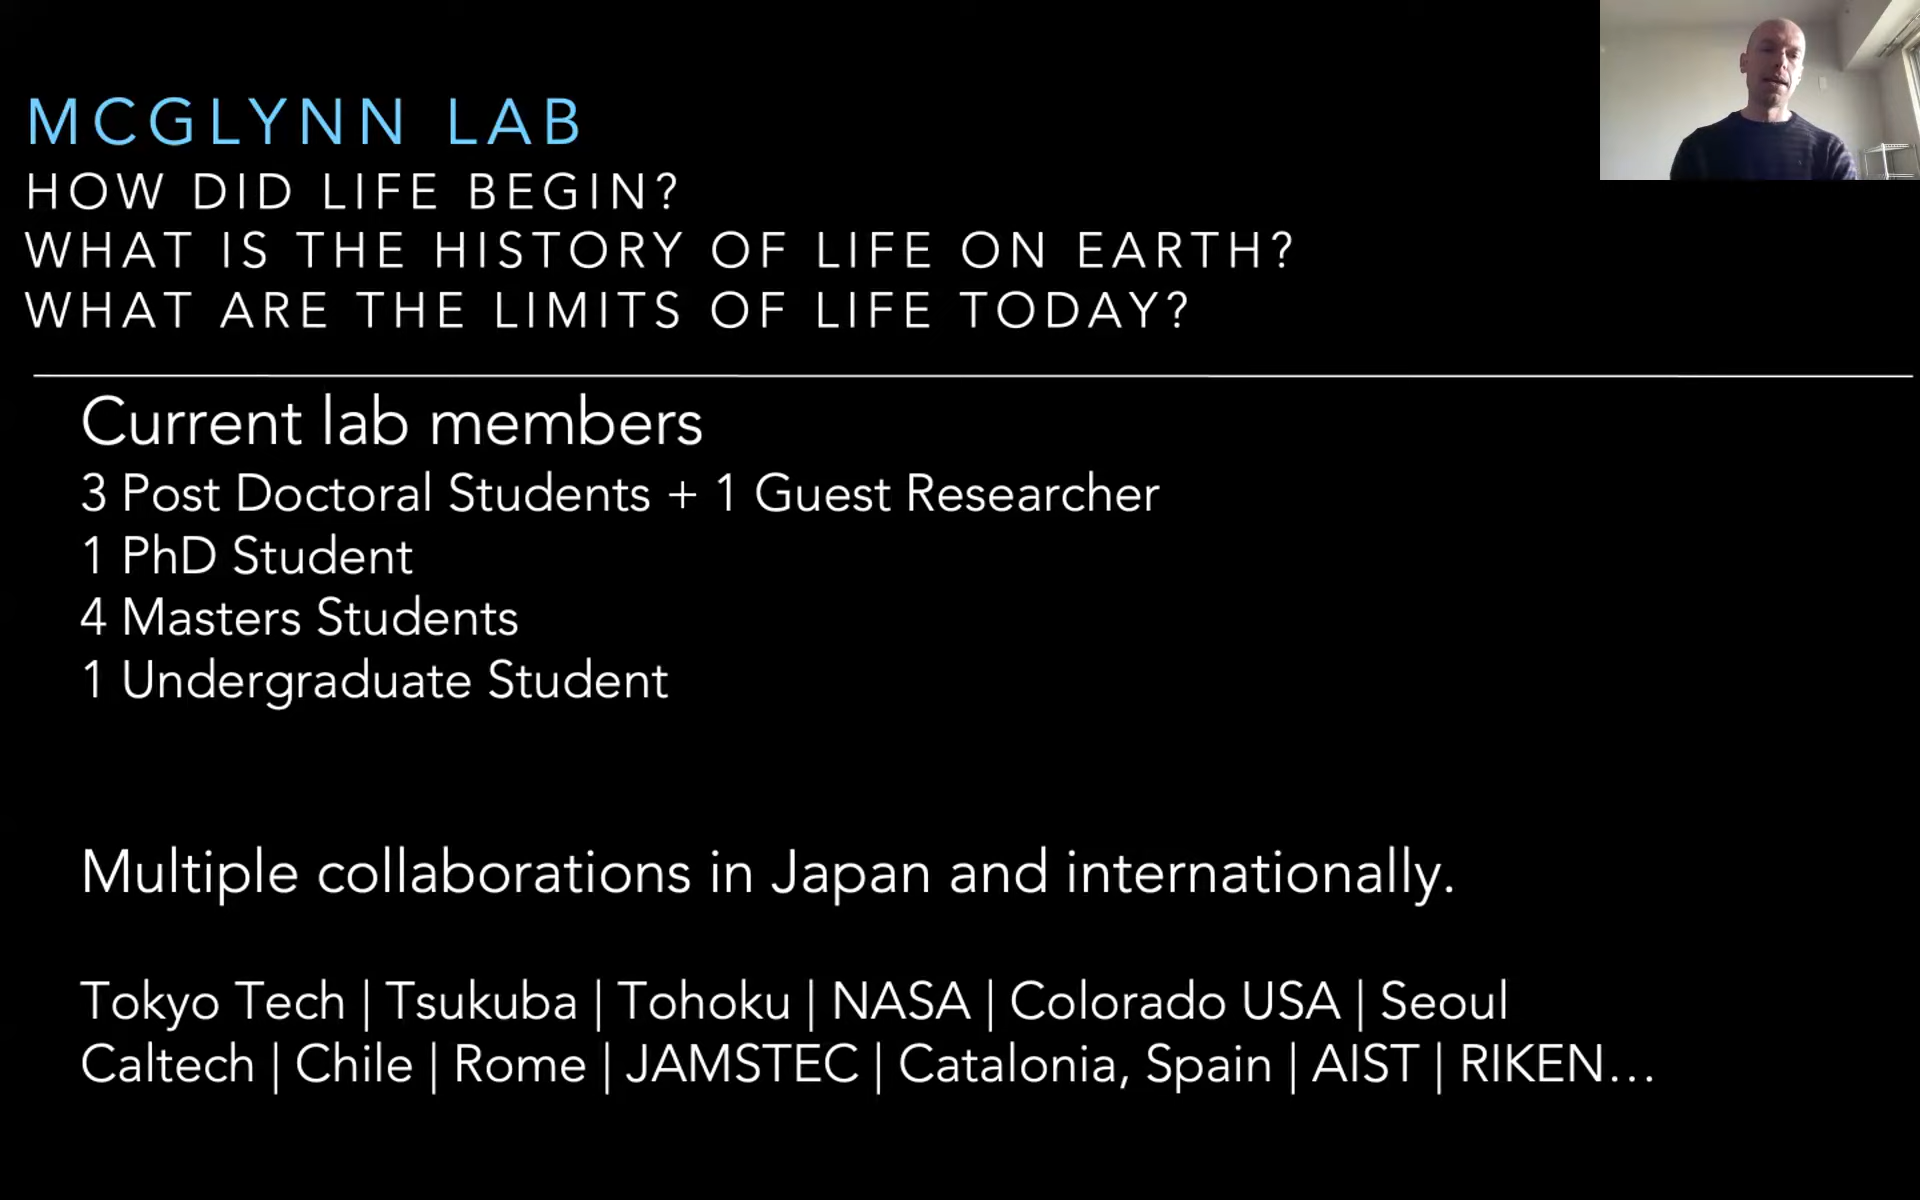 MCGLYNN LAB
HOW DID LIFE BEGIN?
WHAT IS THE HISTORY OF LIFE ON EARTH?
WHAT ARE THE LIMITS OF LIFE TODAY?
Current lab members
3 Post Doctoral Students + 1 Guest Researcher
1 PhD Student
4 Masters Students
1 Undergraduate Student
Multiple collaborations in Japan and internationally.
Tokyo Tech | Tsukuba | Tohoku | NASA | Colorado USA | Seoul
Caltech | Chile | Rome | JAMSTEC | Catalonia, Spain | AIST | RIKEN…